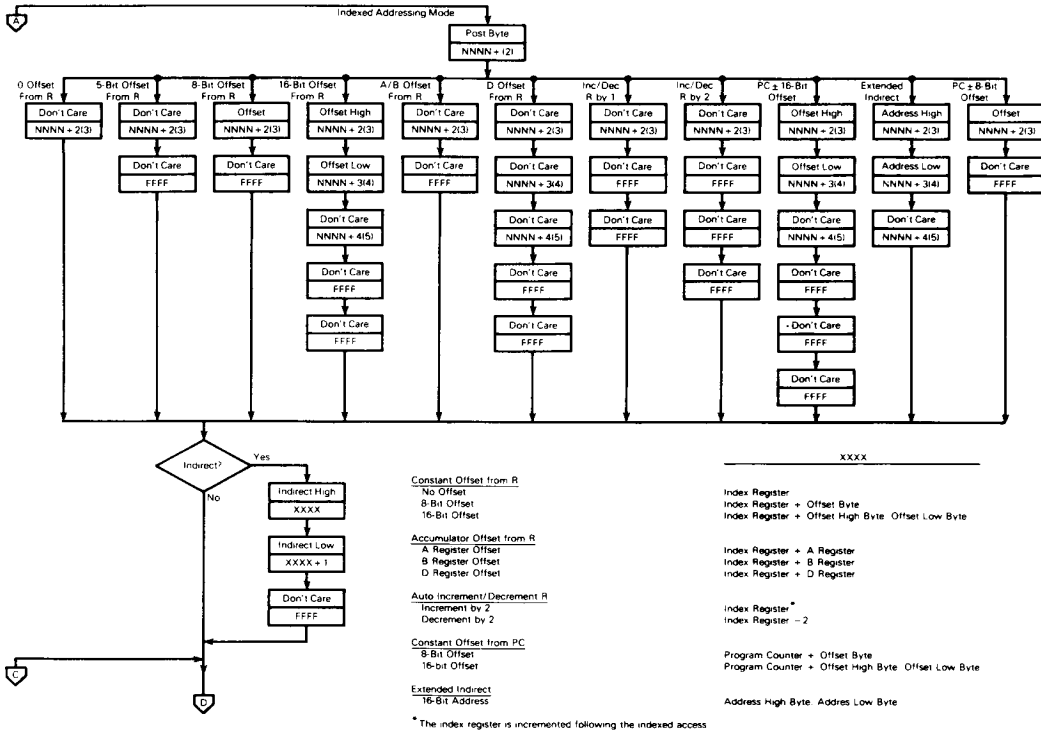 A
Indexed Addressing Mode
Post Byte
NNNN + (2)
0 Offset
From R
Don't Care
NNNN + 2(3)
5-Bit Offset
From R
Don't Care
NNNN + 2(3)
Don't Care
FFFF
8-Bit Offset
From R
Offset
NNNN + 2(3)
Don't Care
FFFF
16-Bit Offset
From R
Offset High
NNNN + 2(3)
Offset Low
NNNN + 3(4)
Don't Care
NNNN + 4(5)
Don't Care
FFFF
Don't Care
FFFF
A/B Offset
From R
Don't Care
NNNN + 2(3)
Don't Care
FFFF
D Offset
From R
Don't Care
NNNN + 2(3)
Don't Care
NNNN + 3(4)
Don't Care
NNNN + 4(5)
Don't Care
FFFF
Don't Care
FFFF
Inc/Dec
R by 1
Don't Care
NNNN + 2(3)
Don't Care
FFFF
Don't Care
FFFF
Inc/Dec
R by 2
Don't Care
NNNN + 2(3)
Don't Care
FFFF
Don't Care
FFFF
Don't Care
FFFF
PC ± 16-Bit
Offset
Offset High
NNNN + 2(3)
Offset Low
NNNN + 3(4)
Don't Care
NNNN + 4(5)
Don't Care
FFFF
Don't Care
FFFF
Don't Care
FFFF
Extended
Indirect
Address High
NNNN + 2(3)
Address Low
NNNN + 3(4)
Don't Care
NNNN + 4(5)
PC ± 8-Bit
Offset
Offset
NNNN + 2(3)
Don't Care
FFFF
Indirect?
Yes
No
Indirect High
XXXX
Indirect Low
XXXX + 1
Don't Care
FFFF
C
D
XXXX
Constant Offset from R
No Offset Index Register
8-Bit Offset Index Register + Offset Byte
16-Bit Offset Index Register + Offset High Byte Offset Low Byte
Accumulator Offset from R
A Register Offset Index Register + A Register
B Register Offset Index Register + B Register
D Register Offset Index Register + D Register
Auto Increment/Decrement R
Increment by 2 Index Register*
Decrement by 2 Index Register - 2
Constant Offset from PC
8-Bit Offset Program Counter + Offset Byte
16-bit Offset Program Counter + Offset High Byte Offset Low Byte
Extended Indirect
16-Bit Address Address High Byte. Addres Low Byte
* The index register is incremented following the indexed access